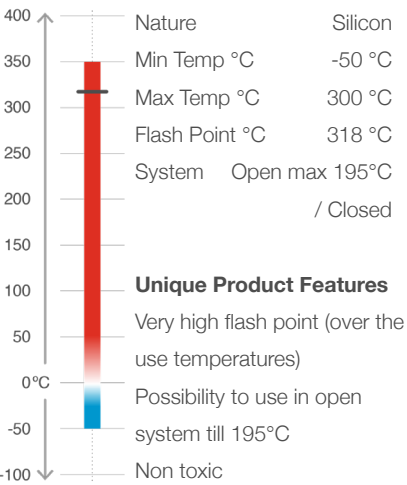 400
350
300
250
200
150
100
50
0°C
-50
-100
Nature Silicon
Min Temp °C -50 °C
Max Temp °C 300 °C
Flash Point °C 318 °C
System Open max 195°C
/ Closed
Unique Product Features
Very high flash point (over the
use temperatures)
Possibility to use in open
system till 195°C
Non toxic